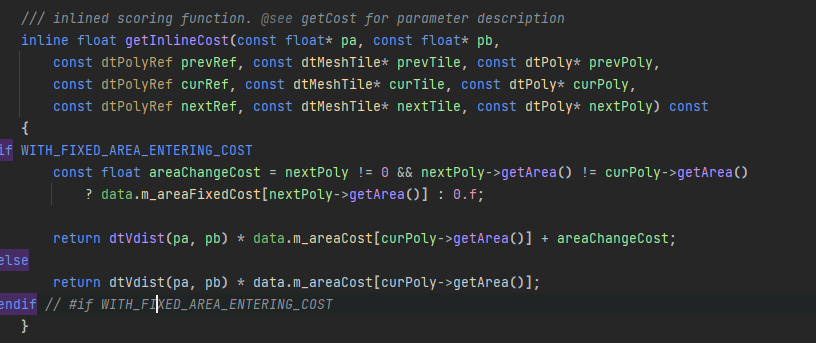 /// inlined scoring function. @see getCost for parameter description
inline float getInlineCost(const float* pa, const float* pb,
const dtPolyRef prevRef, const dtMeshTile* prevTile, const dtPoly* prevPoly,
const dtPolyRef curRef, const dtMeshTile* curTile, const dtPoly* curPoly,
const dtPolyRef nextRef, const dtMeshTile* nextTile, const dtPoly* nextPoly) const
{
if WITH_FIXED_AREA_ENTERING_COST
const float areaChangeCost = nextPoly != 0 && nextPoly->getArea() != curPoly->getArea()
? data.m_areaFixedCost[nextPoly->getArea()] : 0.f;
return dtVdist(pa, pb) * data.m_areaCost[curPoly->getArea()] + areaChangeCost;
else
return dtVdist(pa, pb) * data.m_areaCost[curPoly->getArea()];
endif // #if WITH_FIXED_AREA_ENTERING_COST
}